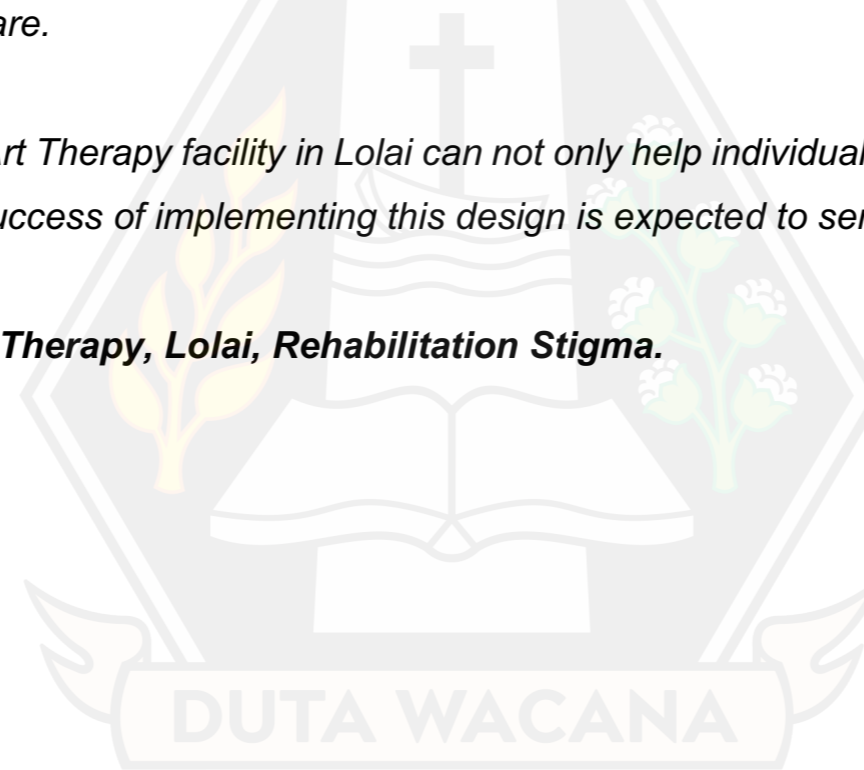 are.
Art Therapy facility in Lolai can not only help individual
uccess of implementing this design is expected to ser
Therapy, Lolai, Rehabilitation Stigma.
DUTA WACANA